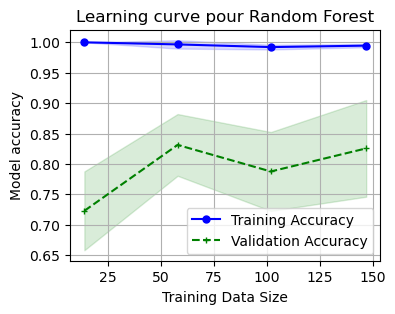 Learning curve pour Random Forest
Model accuracy
1.00
0.95
0.90
0.85
0.80
0.75
0.70
0.65
Training Accuracy
Validation Accuracy
25
50
75
100
125
150
Training Data Size